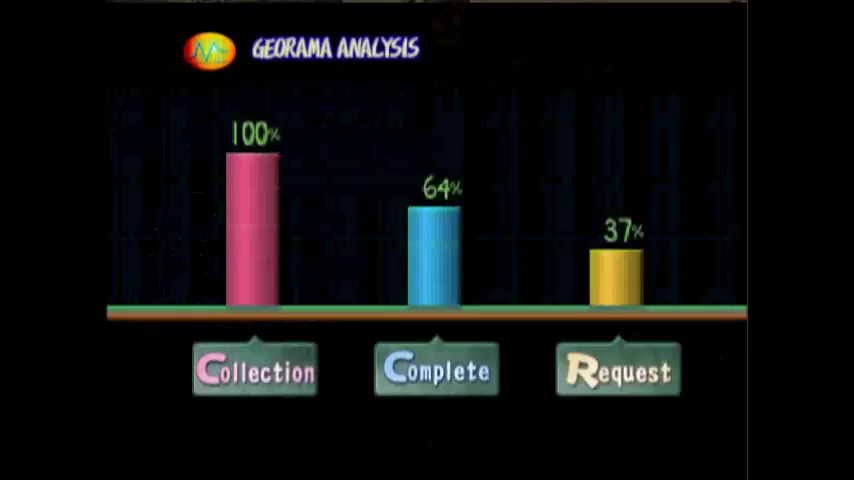 GEORAMA ANALYSIS
100%
64%
37%
Collection
Complete
Request